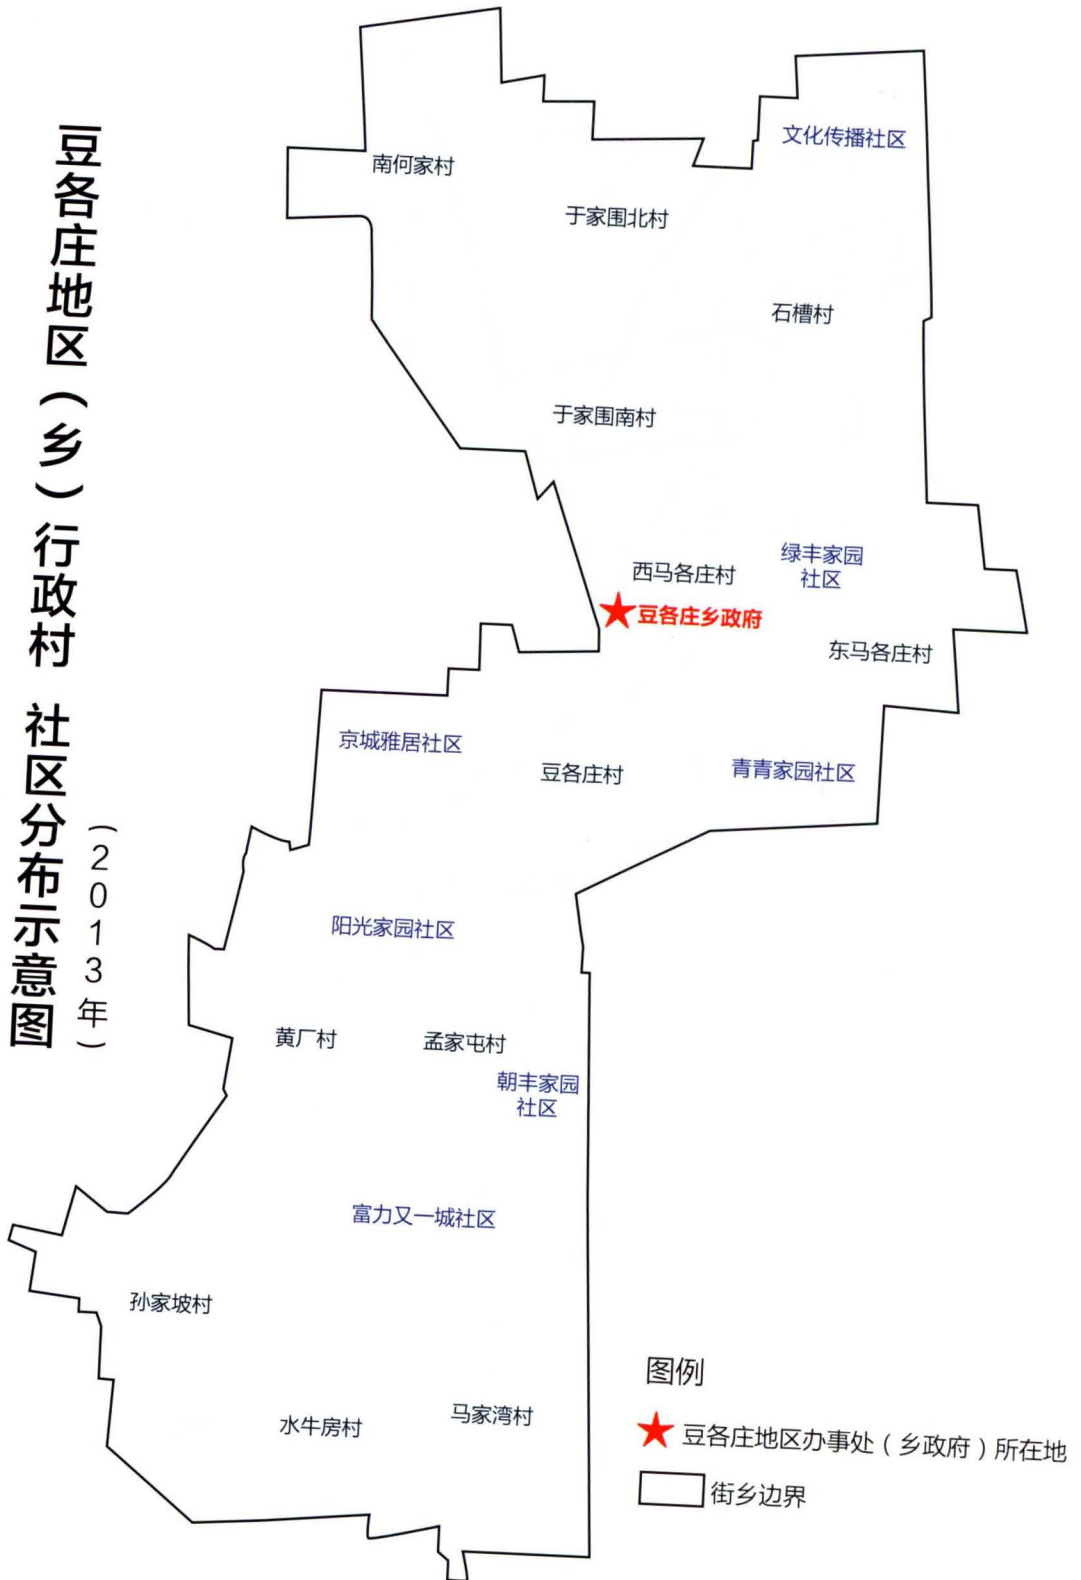 豆各庄地区（乡）行政村 社区分布示意图
（2013年）
文化传播社区
南何家村
于家围北村
石槽村
于家围南村
绿丰家园
社区
西马各庄村
豆各庄乡政府
东马各庄村
京城雅居社区
豆各庄村
青青家园社区
阳光家园社区
黄厂村
孟家屯村
朝丰家园
社区
富力又一城社区
孙家坡村
水牛房村
马家湾村
图例
豆各庄地区办事处（乡政府）所在地
街乡边界